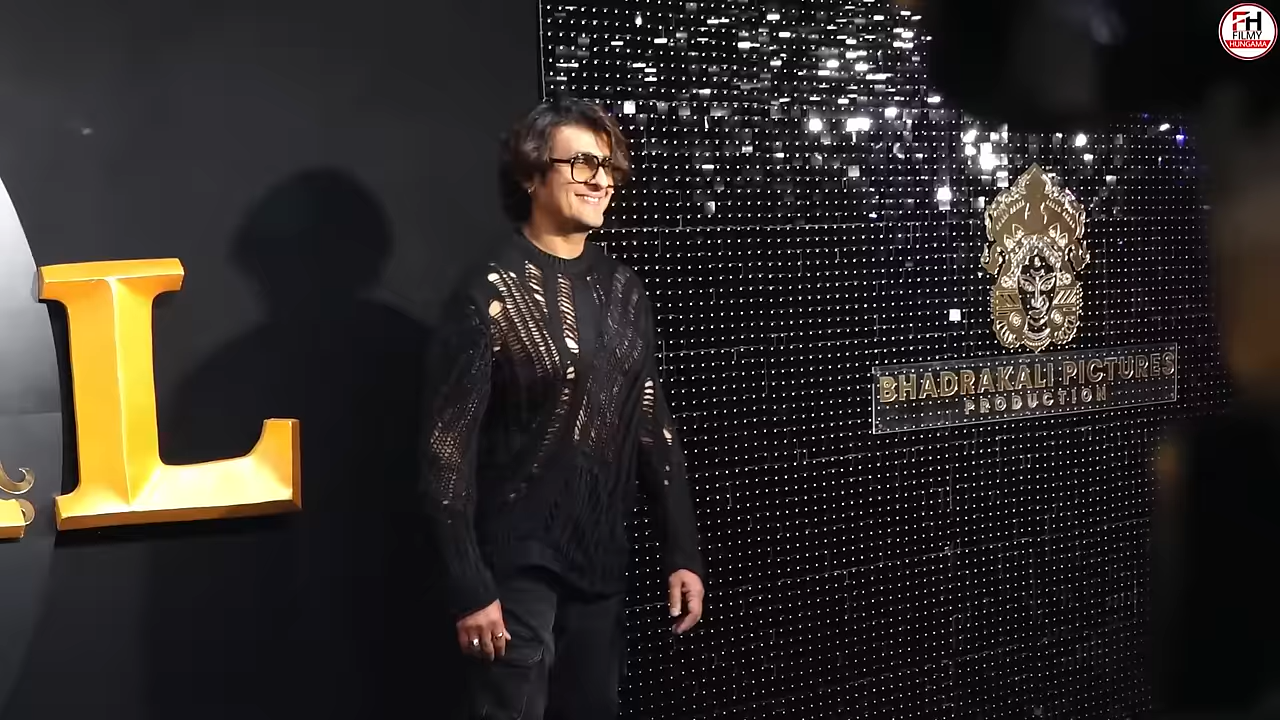 FH
FILMY
HUNGAMA
L
BHADRAKALI PICTURES
PRODUCTION